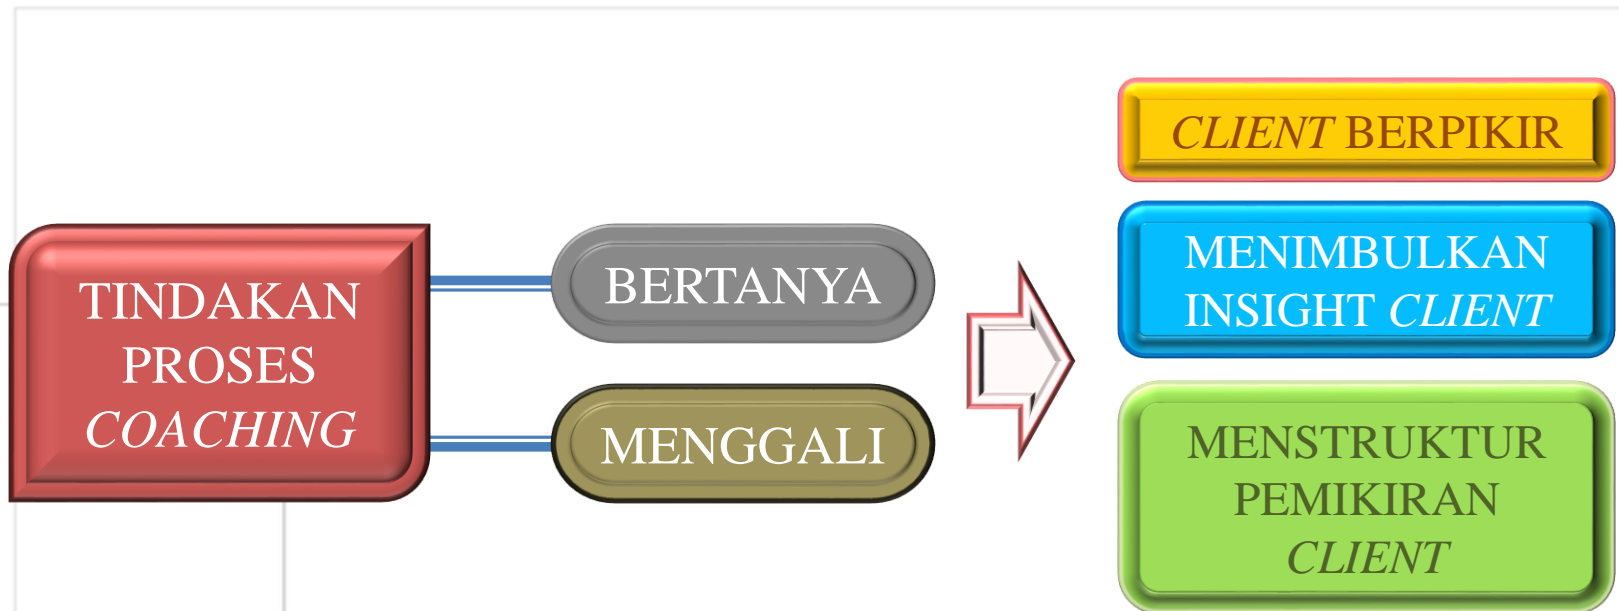 TINDAKAN
PROSES
COACHING
BERTANYA
MENGGALI
CLIENT BERPIKIR
MENIMBULKAN
INSIGHT CLIENT
MENSTRUKTUR
PEMIKIRAN
CLIENT